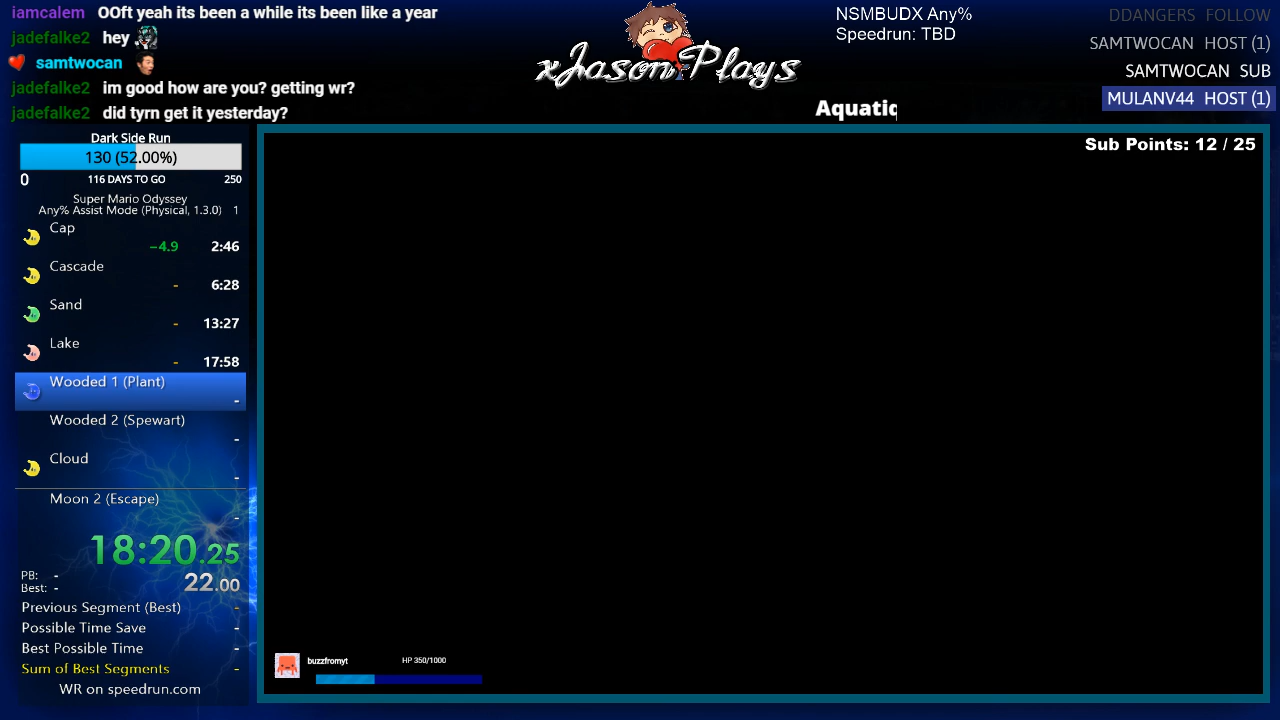 iamcalem OOft yeah its been a while its been like a year
jadefalke2 hey
samtwocan
jadefalke2 im good how are you? getting wr?
jadefalke2 did tyrn get it yesterday?
xJasonPlays
NSMBUDX Any%
Speedrun: TBD
Aquatic
DDANGERS FOLLOW
SAMTWOCAN HOST (1)
SAMTWOCAN SUB
MULANV44 HOST (1)
Sub Points: 12 / 25
Dark Side Run
130 (52.00%)
0 116 DAYS TO GO 250
Super Mario Odyssey
Any% Assist Mode (Physical, 1.3.0) 1
Cap
−4.9 2:46
Cascade
- 6:28
Sand
- 13:27
Lake
- 17:58
Wooded 1 (Plant)
-
Wooded 2 (Spewart)
-
Cloud
-
Moon 2 (Escape)
-
18:20.25
PB: -
Best: -
22.00
Previous Segment (Best) -
Possible Time Save -
Best Possible Time -
Sum of Best Segments -
WR on speedrun.com
buzzfromyt HP 350/1000